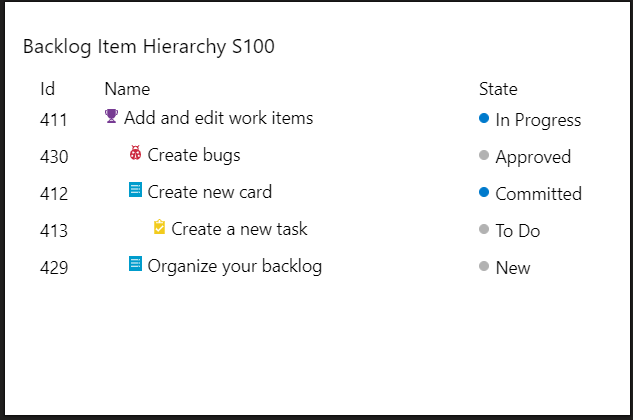 Backlog Item Hierarchy S100
Id Name State
411 Add and edit work items In Progress
430 Create bugs Approved
412 Create new card Committed
413 Create a new task To Do
429 Organize your backlog New